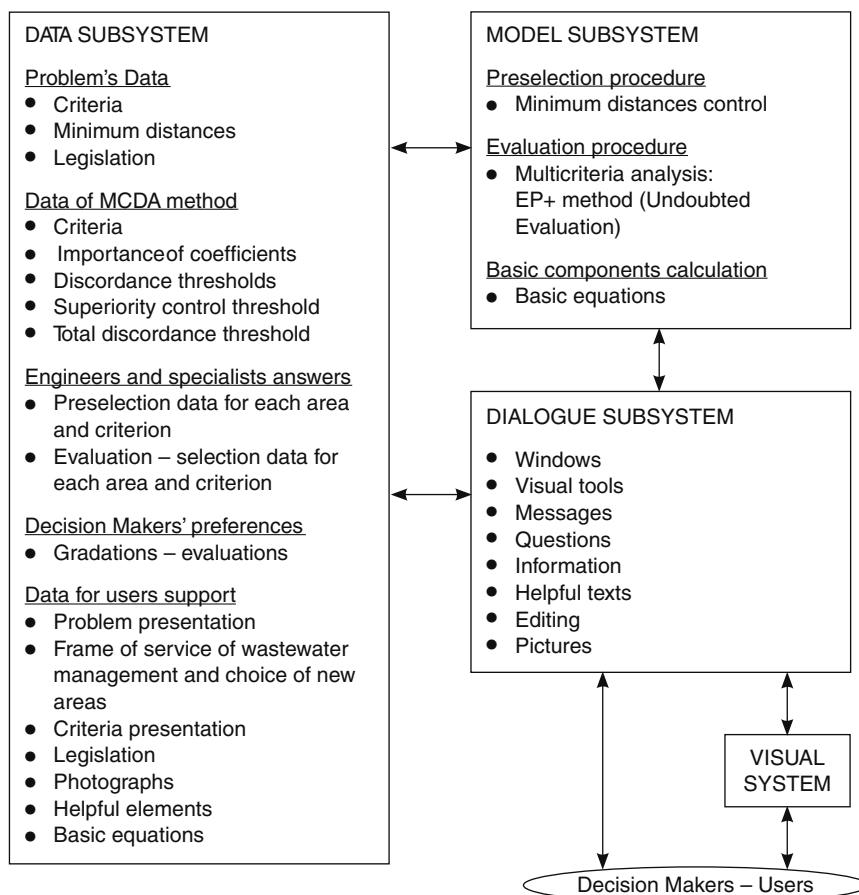 DATA SUBSYSTEM
Problem's Data
● Criteria
● Minimum distances
● Legislation
Data of MCDA method
● Criteria
● Importanceof coefficients
● Discordance thresholds
● Superiority control threshold
● Total discordance threshold
Engineers and specialists answers
● Preselection data for each area
and criterion
● Evaluation – selection data for
each area and criterion
Decision Makers' preferences
● Gradations – evaluations
Data for users support
● Problem presentation
● Frame of service of wastewater
management and choice of new
areas
● Criteria presentation
● Legislation
● Photographs
● Helpful elements
● Basic equations
MODEL SUBSYSTEM
Preselection procedure
● Minimum distances control
Evaluation procedure
● Multicriteria analysis:
EP+ method (Undoubted
Evaluation)
Basic components calculation
● Basic equations
DIALOGUE SUBSYSTEM
● Windows
● Visual tools
● Messages
● Questions
● Information
● Helpful texts
● Editing
● Pictures
VISUAL
SYSTEM
Decision Makers – Users